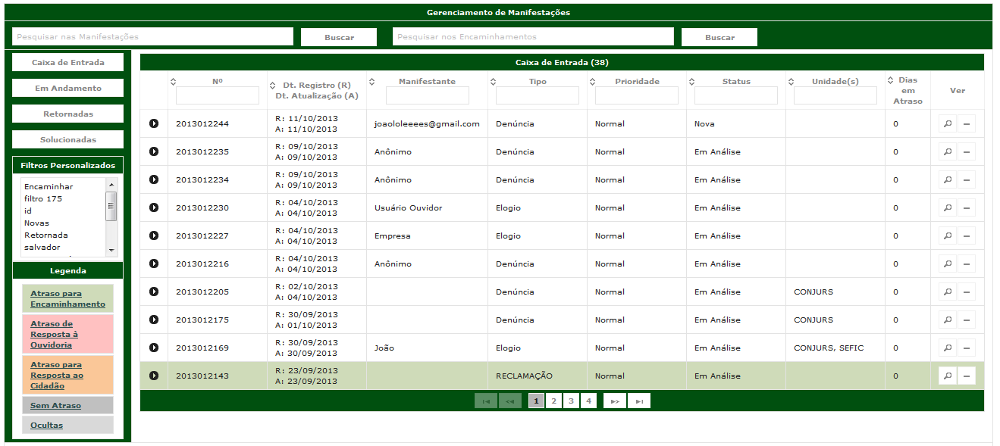 Gerenciamento de Manifestações
Pesquisar nas Manifestações Buscar Pesquisar nos Encaminhamentos Buscar
Caixa de Entrada
Em Andamento
Retornadas
Solucionadas
Filtros Personalizados
Encaminhar
filtro 175
id
Novas
Retornada
salvador
Legenda
Atraso para
Encaminhamento
Atraso de
Resposta à
Ouvidoria
Atraso para
Resposta ao
Cidadão
Sem Atraso
Ocultas
Caixa de Entrada (38)
Nº Dt. Registro (R) Manifestante Tipo Prioridade Status Unidade(s) Dias
Dt. Atualização (A) em Ver
Atraso
2013012244 R: 11/10/2013 joaololeeees@gmail.com Denúncia Normal Nova 0
A: 11/10/2013
2013012235 R: 09/10/2013 Anônimo Denúncia Normal Em Análise 0
A: 09/10/2013
2013012234 R: 09/10/2013 Anônimo Denúncia Normal Em Análise 0
A: 09/10/2013
2013012230 R: 04/10/2013 Usuário Ouvidor Elogio Normal Em Análise 0
A: 04/10/2013
2013012227 R: 04/10/2013 Empresa Elogio Normal Em Análise 0
A: 04/10/2013
2013012216 R: 04/10/2013 Anônimo Denúncia Normal Em Análise 0
A: 04/10/2013
2013012205 R: 02/10/2013 Denúncia Normal Em Análise CONJURS 0
A: 04/10/2013
2013012175 R: 30/09/2013 Denúncia Normal Em Análise CONJURS 0
A: 01/10/2013
2013012169 R: 30/09/2013 João Elogio Normal Em Análise CONJURS, SEFIC 0
A: 30/09/2013
2013012143 R: 23/09/2013 RECLAMAÇÃO Normal Em Análise 0
A: 23/09/2013
1 2 3 4